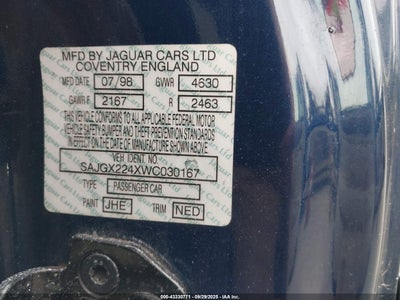 MFD BY JAGUAR CARS LTD
COVENTRY ENGLAND
MFD DATE 07/98 GVWR 4630
GAWR F 2167 R 2463
THIS VEHICLE CONFORMS TO ALL APPLICABLE FEDERAL MOTOR
VEHICLE SAFETY BUMPER AND THEFT PREVENTION STANDARDS
IN EFFECT ON THE DATE OF MANUFACTURE SHOWN ABOVE
VEH IDENT NO.
SAJGX224XWC030167
TYPE PASSENGER CAR
PAINT JHE TRIM NED
000-43330771 - 09/29/2025 - IAA, Inc.